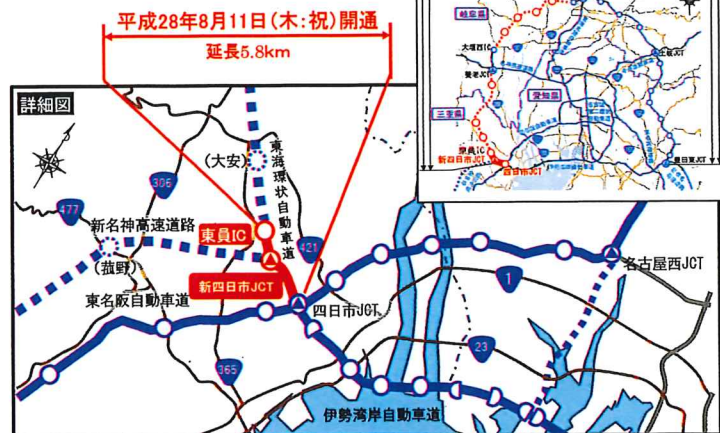 平成28年8月11日(木:祝)開通
延長5.8km
岐阜県
大垣西IC
養老JCT
土岐JCT
愛知県
三重県
東員IC
新四日市JCT
四日市JCT
豊田東JCT
詳細図
(大安)
東海環状自動車道
306
477
新名神高速道路
東員IC
421
(菰野)
新四日市JCT
名古屋西JCT
1
東名阪自動車道
四日市JCT
23
365
伊勢湾岸自動車道